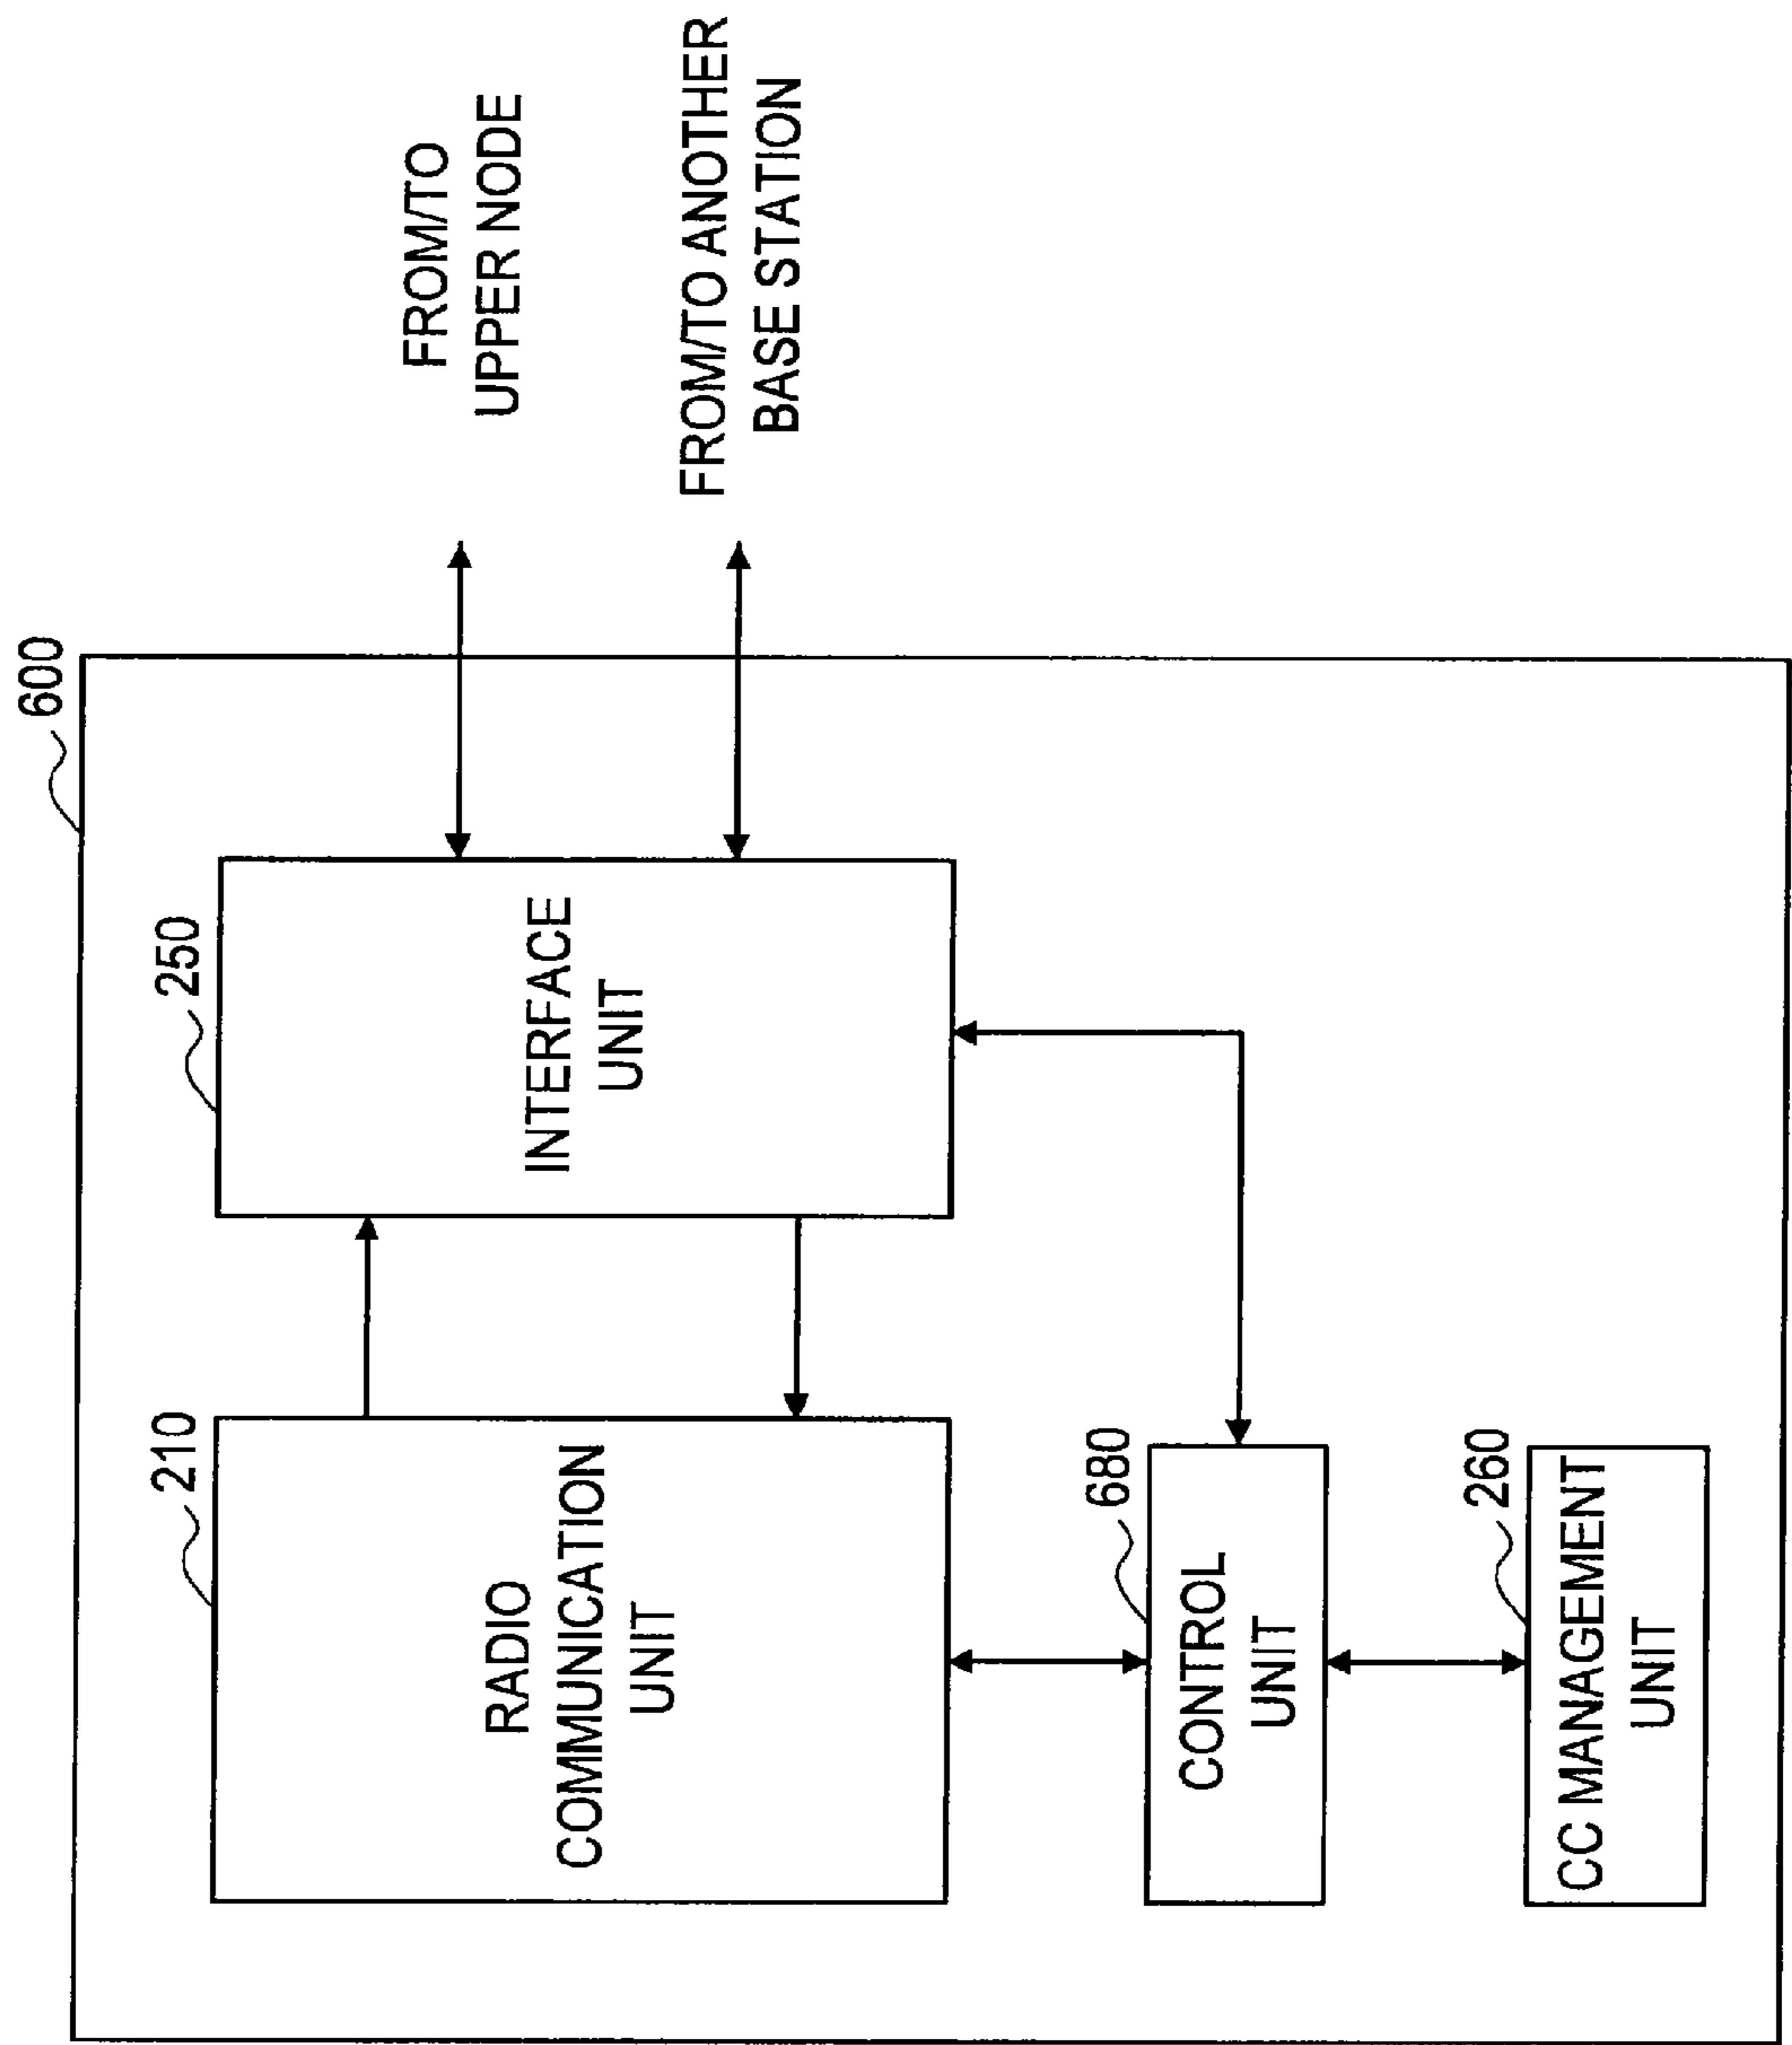 600
210
RADIO
COMMUNICATION
UNIT
250
INTERFACE
UNIT
FROM/TO
UPPER NODE
FROM/TO ANOTHER
BASE STATION
680
CONTROL
UNIT
260
CC MANAGEMENT
UNIT